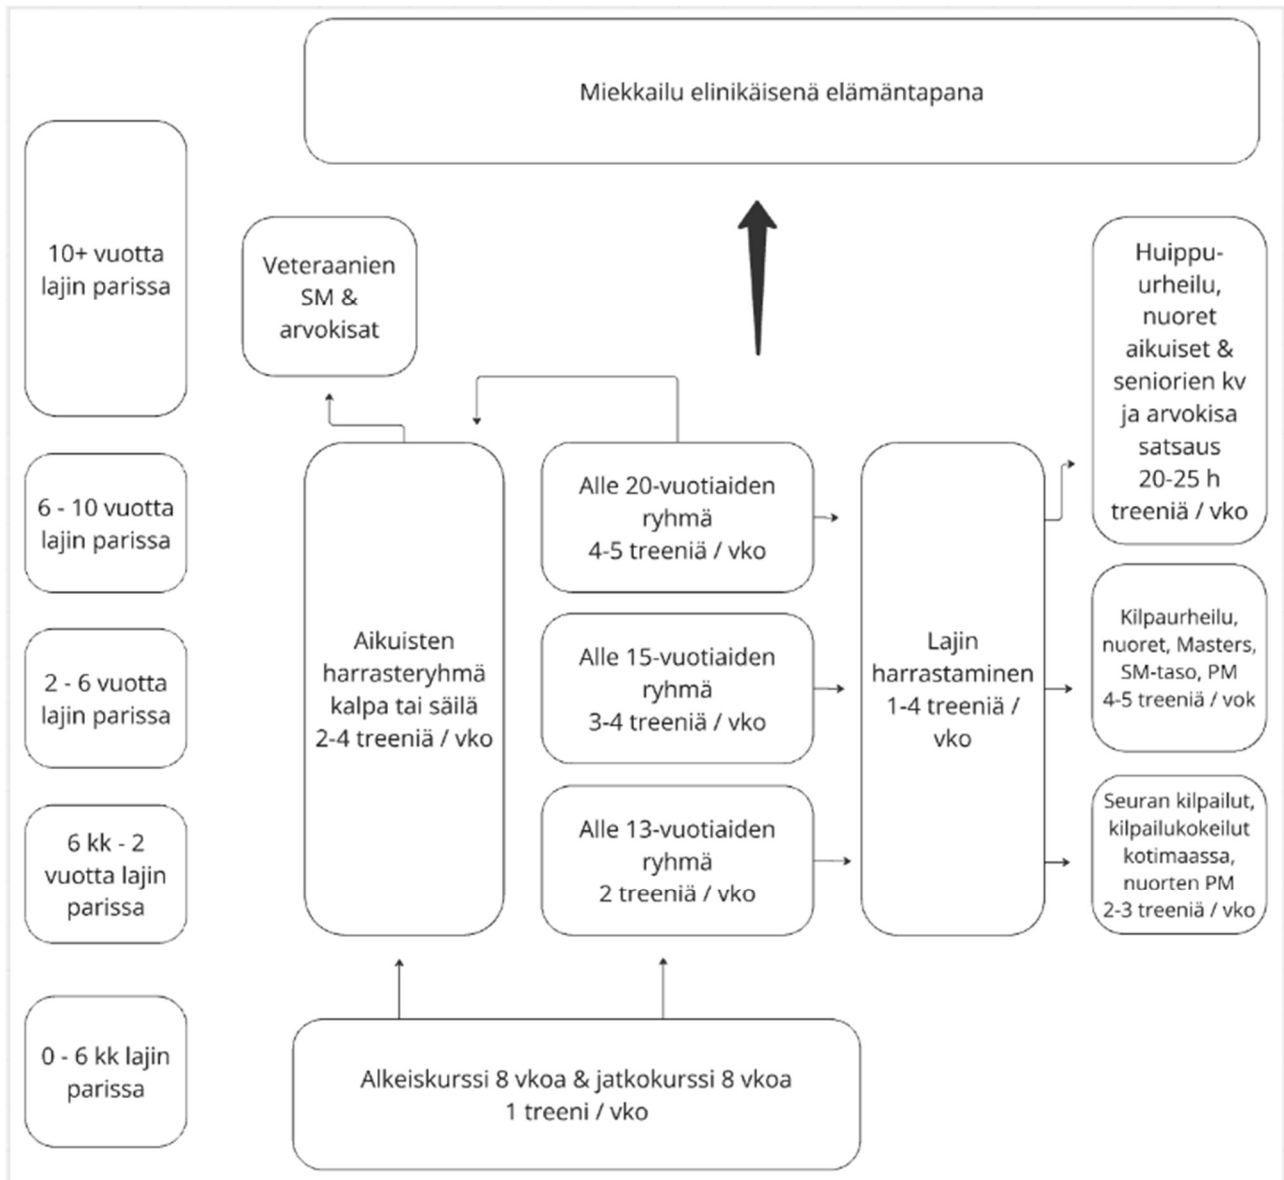 Miekkailu elinikäisenä elämäntapana
10+ vuotta
lajin parissa
Veteraanien
SM &
arvokisat
Huippu-
urheilu,
nuoret
aikuiset &
seniorien kv
ja arvokisa
satsaus
20-25 h
treeniä / vko
6 - 10 vuotta
lajin parissa
Alle 20-vuotiaiden
ryhmä
4-5 treeniä / vko
Aikuisten
harrasteryhmä
kalpa tai säilä
2-4 treeniä / vko
2 - 6 vuotta
lajin parissa
Alle 15-vuotiaiden
ryhmä
3-4 treeniä / vko
Lajin
harrastaminen
1-4 treeniä /
vko
Kilpaurheilu,
nuoret, Masters,
SM-taso, PM
4-5 treeniä / vok
6 kk - 2
vuotta lajin
parissa
Alle 13-vuotiaiden
ryhmä
2 treeniä / vko
Seuran kilpailut,
kilpailukokeilut
kotimaassa,
nuorten PM
2-3 treeniä / vko
0 - 6 kk lajin
parissa
Alkeiskurssi 8 vkoa & jatkokurssi 8 vkoa
1 treeni / vko